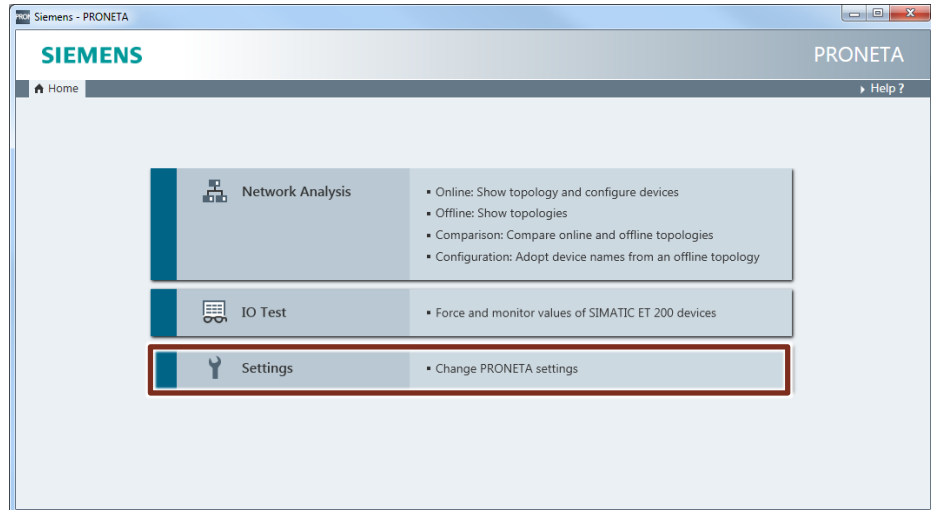 Siemens - PRONETA
SIEMENS
PRONETA
Home
Help ?
Network Analysis
▪ Online: Show topology and configure devices
▪ Offline: Show topologies
▪ Comparison: Compare online and offline topologies
▪ Configuration: Adopt device names from an offline topology
IO Test
▪ Force and monitor values of SIMATIC ET 200 devices
Settings
▪ Change PRONETA settings